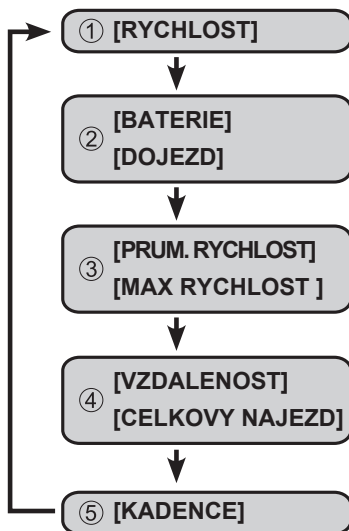 ① [RYCHLOST]
② [BATERIE]
[DOJEZD]
③ [PRUM. RYCHLOST]
[MAX RYCHLOST ]
④ [VZDALENOST]
[CELKOVY NAJEZD]
⑤ [KADENCE]